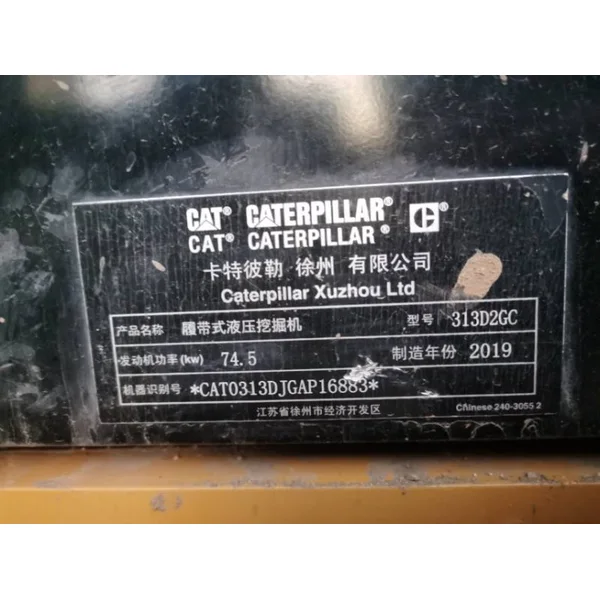 CAT® CATERPILLAR® C®
CAT® CATERPILLAR®
卡特彼勒 徐州 有限公司
Caterpillar Xuzhou Ltd
产品名称 履带式液压挖掘机 型号 313D2GC
发动机功率(kw) 74.5 制造年份 2019
机器识别号 *CAT0313DJGAP16883*
江苏省徐州市经济开发区 Chinese 240-3055 2